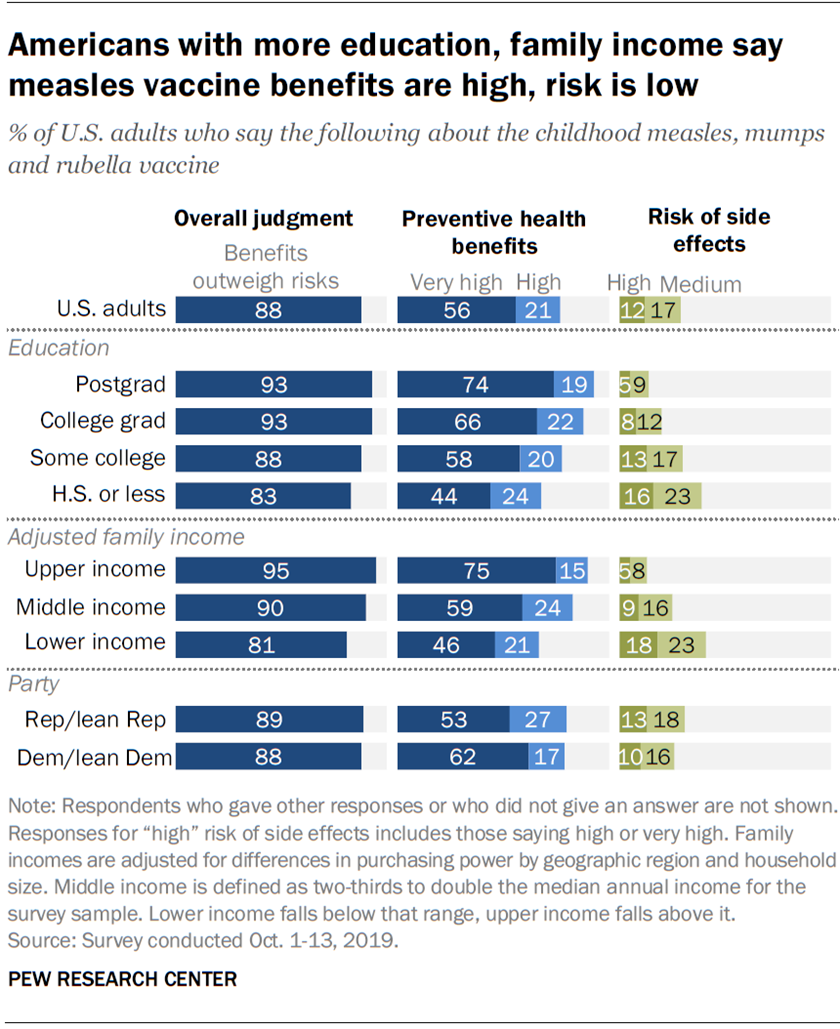 Americans with more education, family income say
measles vaccine benefits are high, risk is low
% of U.S. adults who say the following about the childhood measles, mumps
and rubella vaccine
Overall judgment Preventive health benefits Risk of side effects
Benefits outweigh risks Very high High High Medium
U.S. adults 88 56 21 12 17
Education
Postgrad 93 74 19 5 9
College grad 93 66 22 8 12
Some college 88 58 20 13 17
H.S. or less 83 44 24 16 23
Adjusted family income
Upper income 95 75 15 5 8
Middle income 90 59 24 9 16
Lower income 81 46 21 18 23
Party
Rep/lean Rep 89 53 27 13 18
Dem/lean Dem 88 62 17 10 16
Note: Respondents who gave other responses or who did not give an answer are not shown.
Responses for “high” risk of side effects includes those saying high or very high. Family
incomes are adjusted for differences in purchasing power by geographic region and household
size. Middle income is defined as two-thirds to double the median annual income for the
survey sample. Lower income falls below that range, upper income falls above it.
Source: Survey conducted Oct. 1-13, 2019.
PEW RESEARCH CENTER